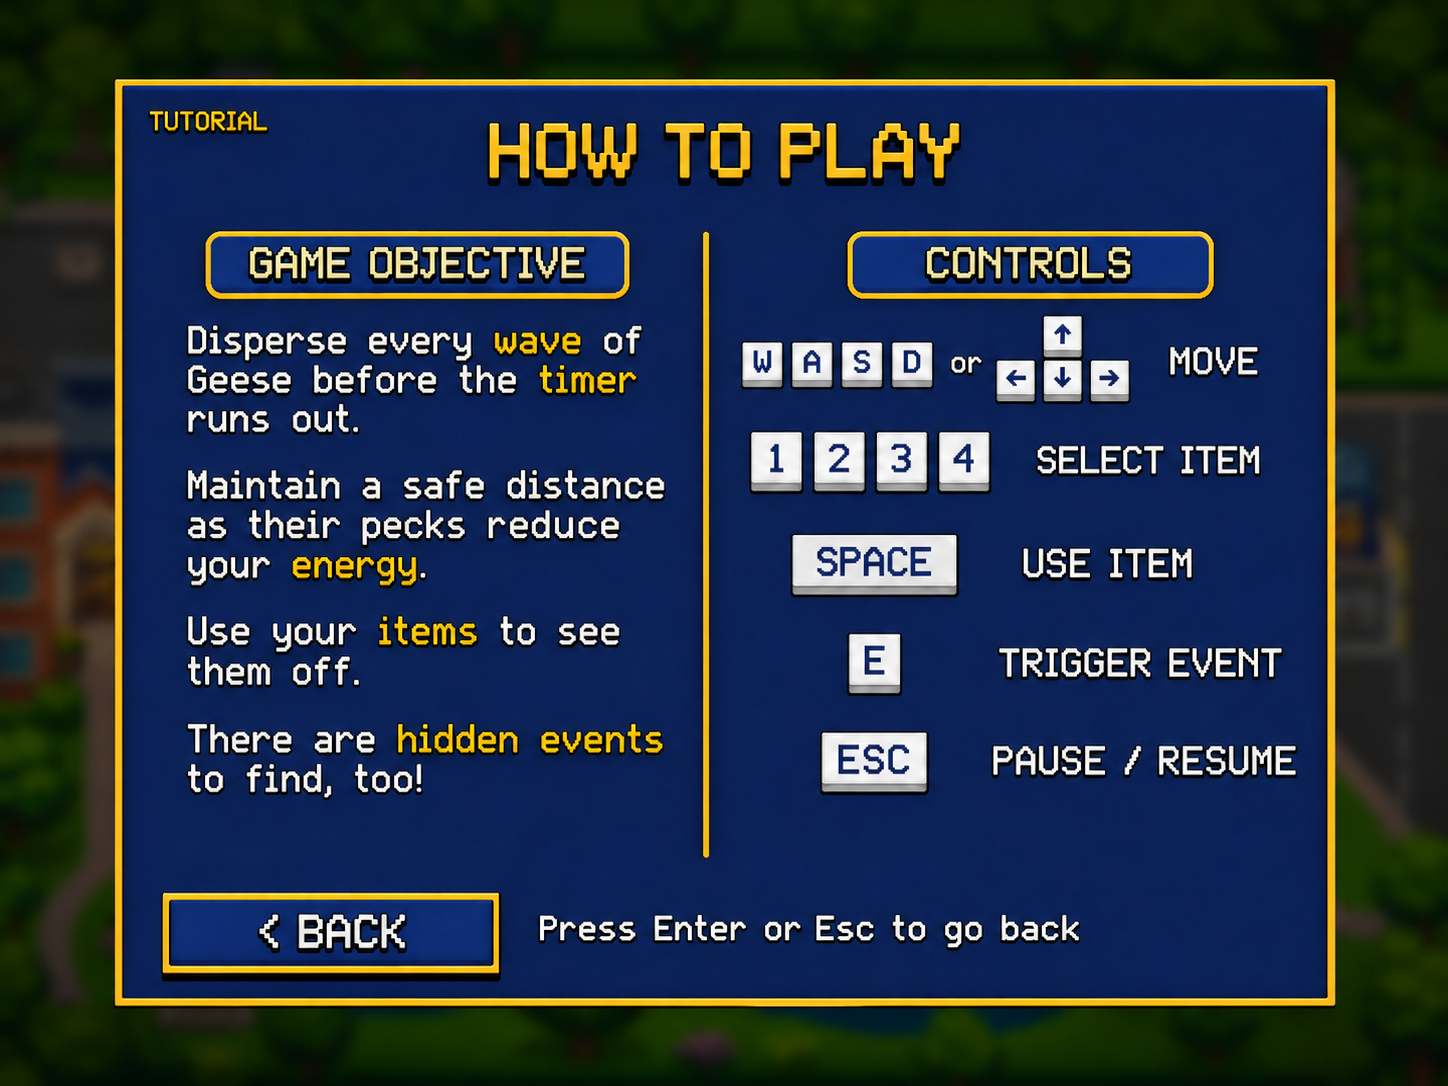 TUTORIAL
HOW TO PLAY
GAME OBJECTIVE
Disperse every wave of
Geese before the timer
runs out.
Maintain a safe distance
as their pecks reduce
your energy.
Use your items to see
them off.
There are hidden events
to find, too!
CONTROLS
W A S D or ↑ ← ↓ → MOVE
1 2 3 4 SELECT ITEM
SPACE USE ITEM
E TRIGGER EVENT
ESC PAUSE / RESUME
< BACK
Press Enter or Esc to go back